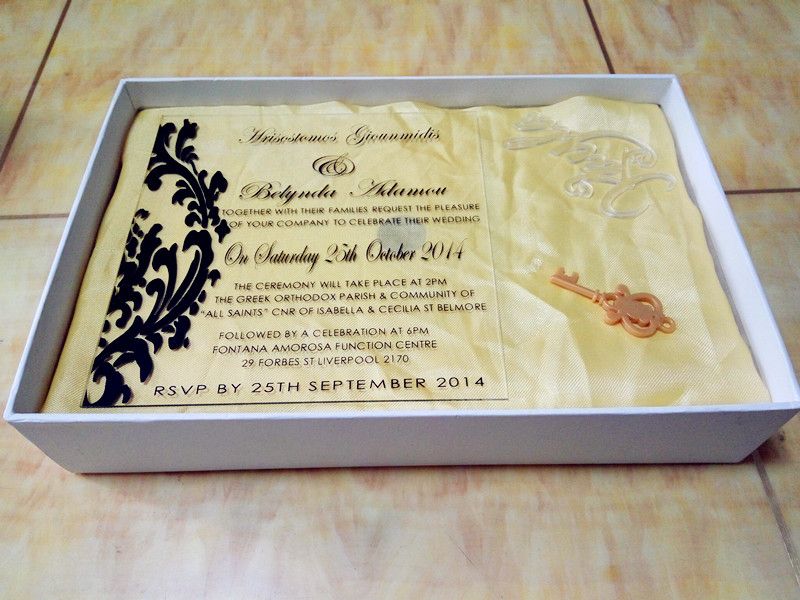 Hrisostomos Giounmidis
&
Belynda Adamou
TOGETHER WITH THEIR FAMILIES REQUEST THE PLEASURE
OF YOUR COMPANY TO CELEBRATE THEIR WEDDING
On Saturday 25th October 2014
THE CEREMONY WILL TAKE PLACE AT 2PM
THE GREEK ORTHODOX PARISH & COMMUNITY OF
"ALL SAINTS" CNR OF ISABELLA & CECILIA ST BELMORE
FOLLOWED BY A CELEBRATION AT 6PM
FONTANA AMOROSA FUNCTION CENTRE
29 FORBES ST LIVERPOOL 2170
RSVP BY 25TH SEPTEMBER 2014